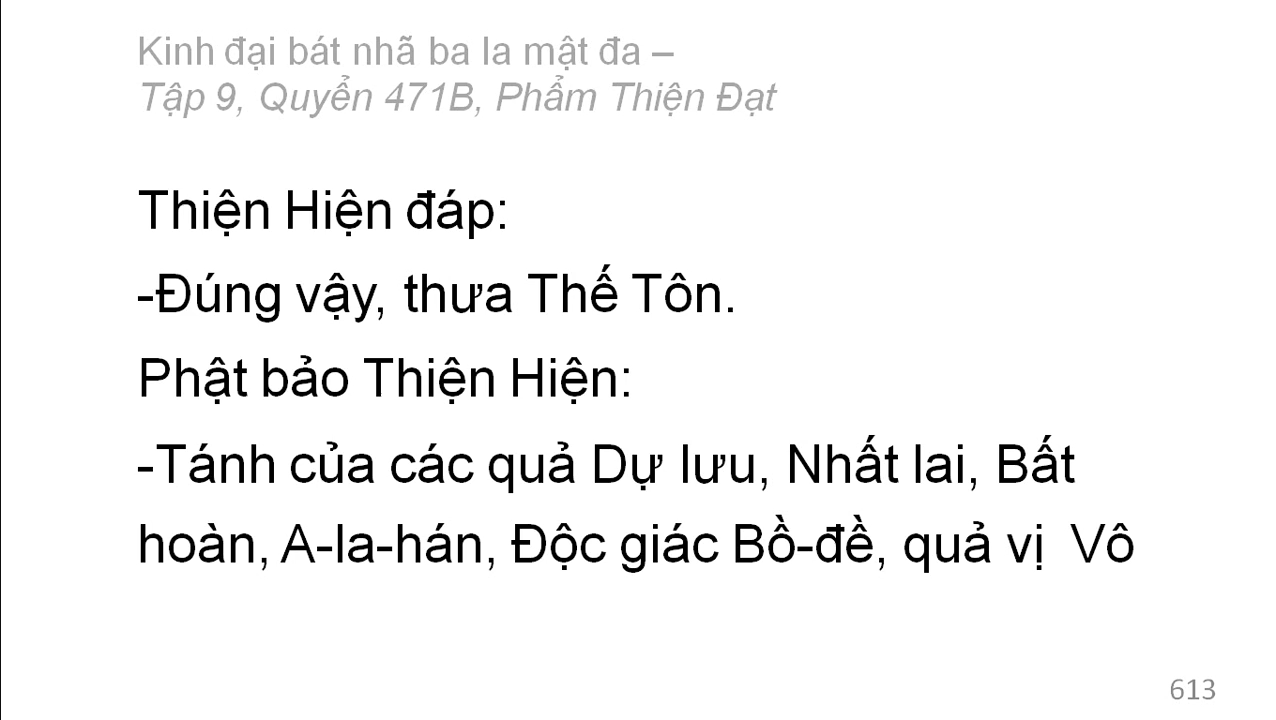 Kinh đại bát nhã ba la mật đa –
Tập 9, Quyển 471B, Phẩm Thiện Đạt
Thiện Hiện đáp:
-Đúng vậy, thưa Thế Tôn.
Phật bảo Thiện Hiện:
-Tánh của các quả Dự lưu, Nhất lai, Bất
hoàn, A-la-hán, Độc giác Bồ-đề, quả vị  Vô
613